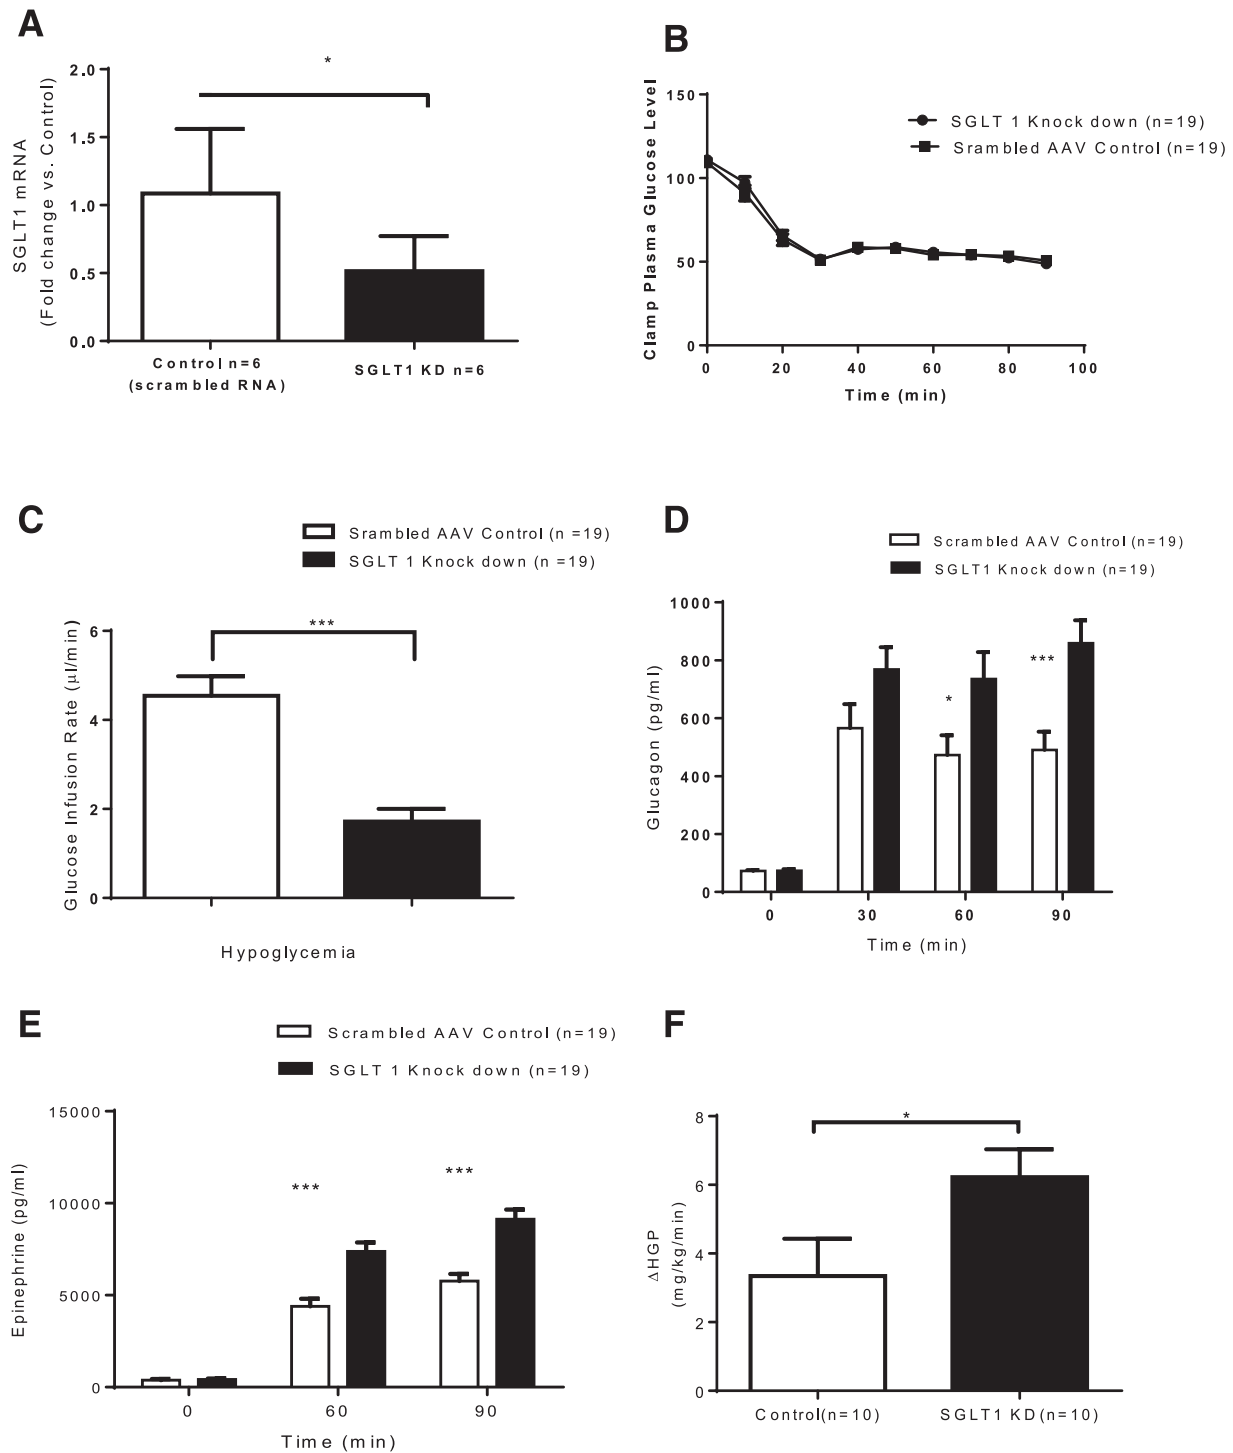 A
*
SGLT1 mRNA
(Fold change vs. Control)
2.0
1.5
1.0
0.5
0.0
Control n=6
(scrambled RNA)
SGLT1 KD n=6
B
Clamp Plasma Glucose Level
150
100
50
0
0 20 40 60 80 100
Time (min)
SGLT 1 Knock down (n=19)
Srambled AAV Control (n=19)
C
Srambled AAV Control (n =19)
SGLT 1 Knock down (n =19)
***
Glucose Infusion Rate (µl/min)
6
4
2
0
Hypoglycemia
D
Scrambled AAV Control (n=19)
SGLT1 Knock down (n=19)
Glucagon (pg/ml)
1000
800
600
400
200
0
*
***
0 30 60 90
Time (min)
E
Scrambled AAV Control (n=19)
SGLT 1 Knock down (n=19)
Epinephrine (pg/ml)
15000
10000
5000
0
***
***
0 60 90
Time (min)
F
*
ΔHGP
(mg/kg/min)
8
6
4
2
0
Control(n=10)
SGLT1 KD(n=10)